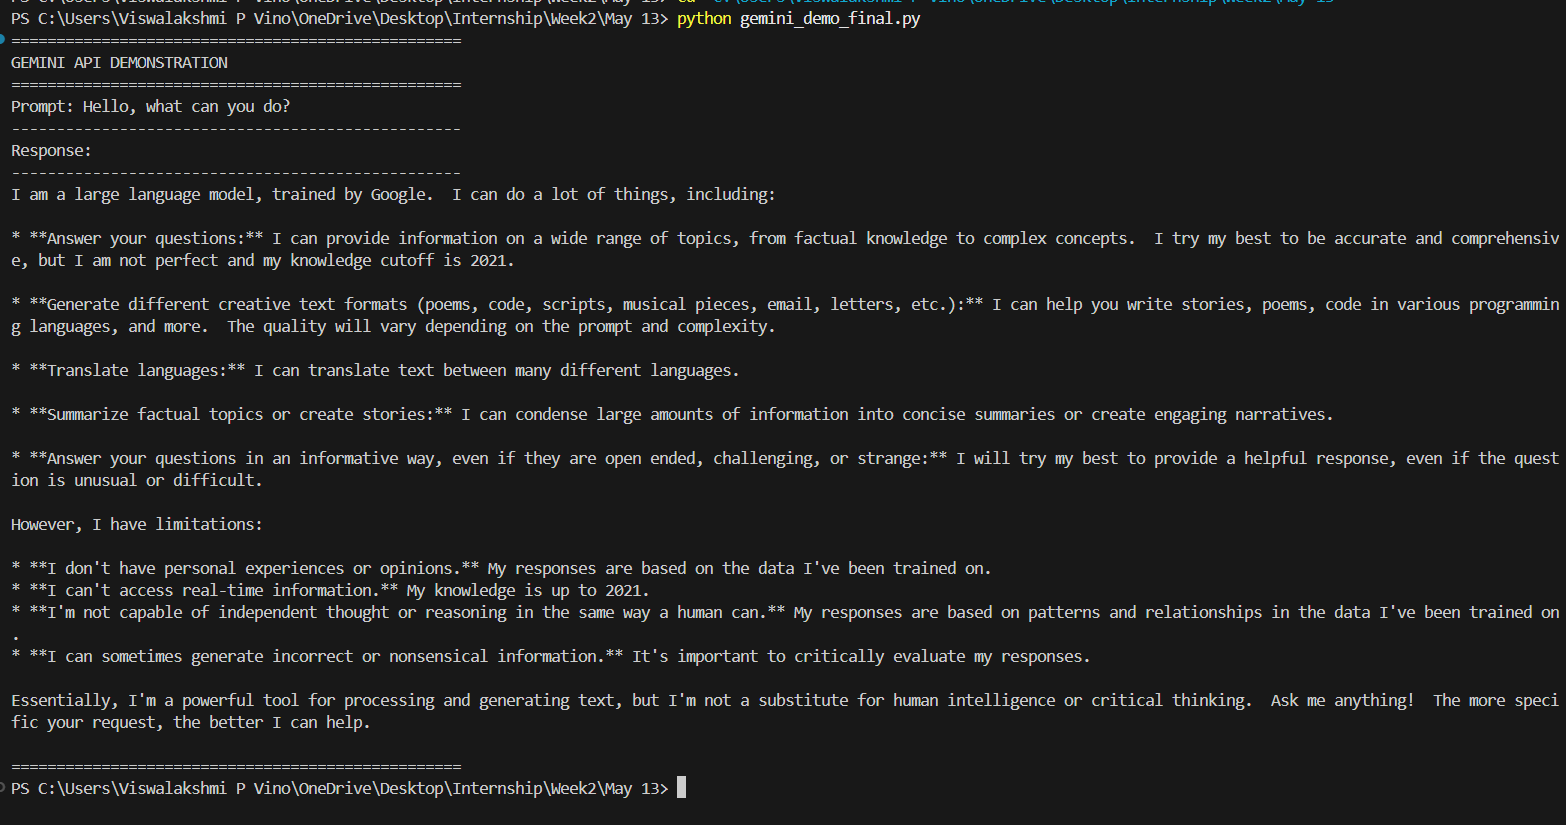 PS C:\Users\Viswalakshmi P Vino\OneDrive\Desktop\Internship\Week2\May 13> cd "C:\Users\Viswalakshmi P Vino\OneDrive\Desktop\Internship\Week2\May 13"
PS C:\Users\Viswalakshmi P Vino\OneDrive\Desktop\Internship\Week2\May 13> python gemini_demo_final.py
==================================================
GEMINI API DEMONSTRATION
==================================================
Prompt: Hello, what can you do?
--------------------------------------------------
Response:
--------------------------------------------------
I am a large language model, trained by Google.  I can do a lot of things, including:
* **Answer your questions:** I can provide information on a wide range of topics, from factual knowledge to complex concepts.  I try my best to be accurate and comprehensiv
e, but I am not perfect and my knowledge cutoff is 2021.
* **Generate different creative text formats (poems, code, scripts, musical pieces, email, letters, etc.):** I can help you write stories, poems, code in various programmin
g languages, and more.  The quality will vary depending on the prompt and complexity.
* **Translate languages:** I can translate text between many different languages.
* **Summarize factual topics or create stories:** I can condense large amounts of information into concise summaries or create engaging narratives.
* **Answer your questions in an informative way, even if they are open ended, challenging, or strange:** I will try my best to provide a helpful response, even if the quest
ion is unusual or difficult.
However, I have limitations:
* **I don't have personal experiences or opinions.** My responses are based on the data I've been trained on.
* **I can't access real-time information.** My knowledge is up to 2021.
* **I'm not capable of independent thought or reasoning in the same way a human can.** My responses are based on patterns and relationships in the data I've been trained on
.
* **I can sometimes generate incorrect or nonsensical information.** It's important to critically evaluate my responses.
Essentially, I'm a powerful tool for processing and generating text, but I'm not a substitute for human intelligence or critical thinking.  Ask me anything!  The more speci
fic your request, the better I can help.
==================================================
PS C:\Users\Viswalakshmi P Vino\OneDrive\Desktop\Internship\Week2\May 13>